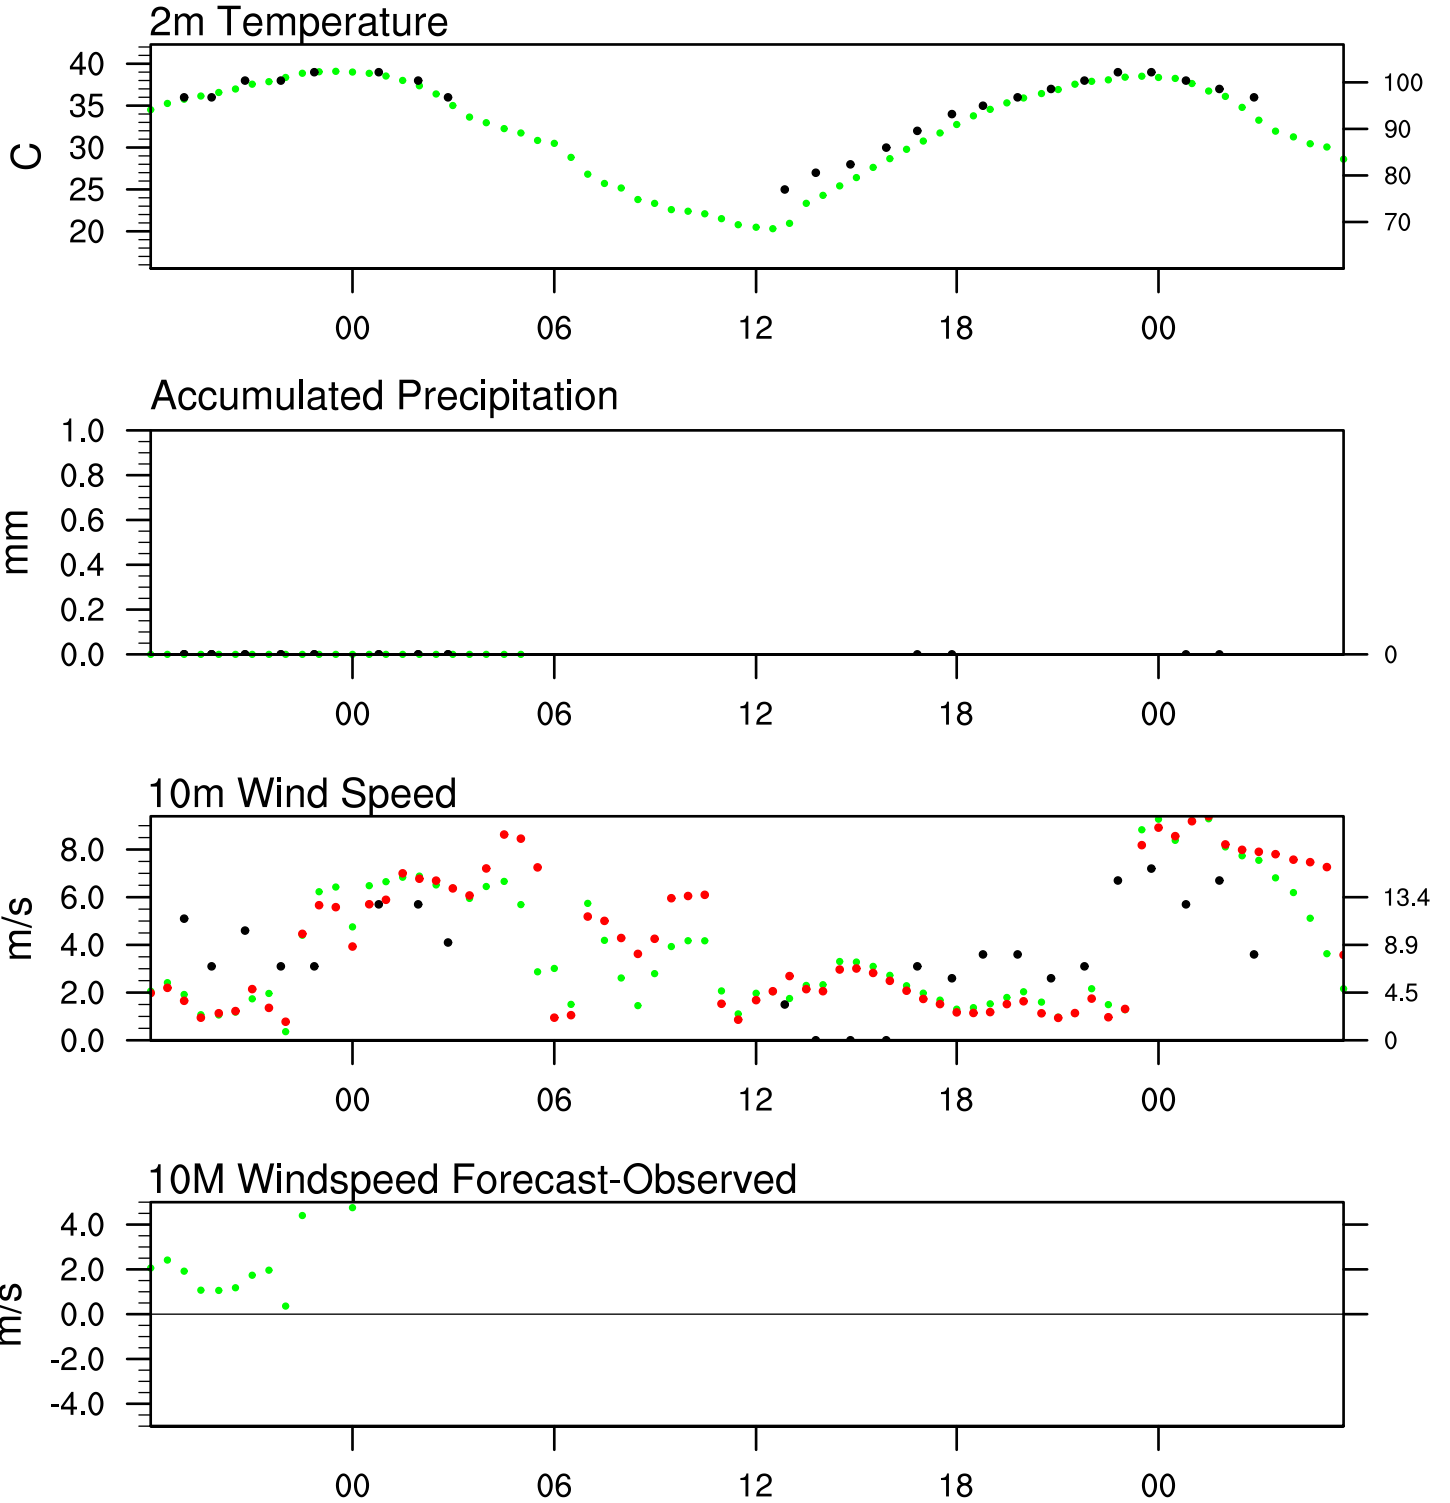 2m Temperature
40
35
30
25
20
C
100
90
80
70
00 06 12 18 00
Accumulated Precipitation
1.0
0.8
0.6
0.4
0.2
0.0
mm
0
00 06 12 18 00
10m Wind Speed
8.0
6.0
4.0
2.0
0.0
m/s
13.4
8.9
4.5
0
00 06 12 18 00
10M Windspeed Forecast-Observed
4.0
2.0
0.0
-2.0
-4.0
m/s
00 06 12 18 00